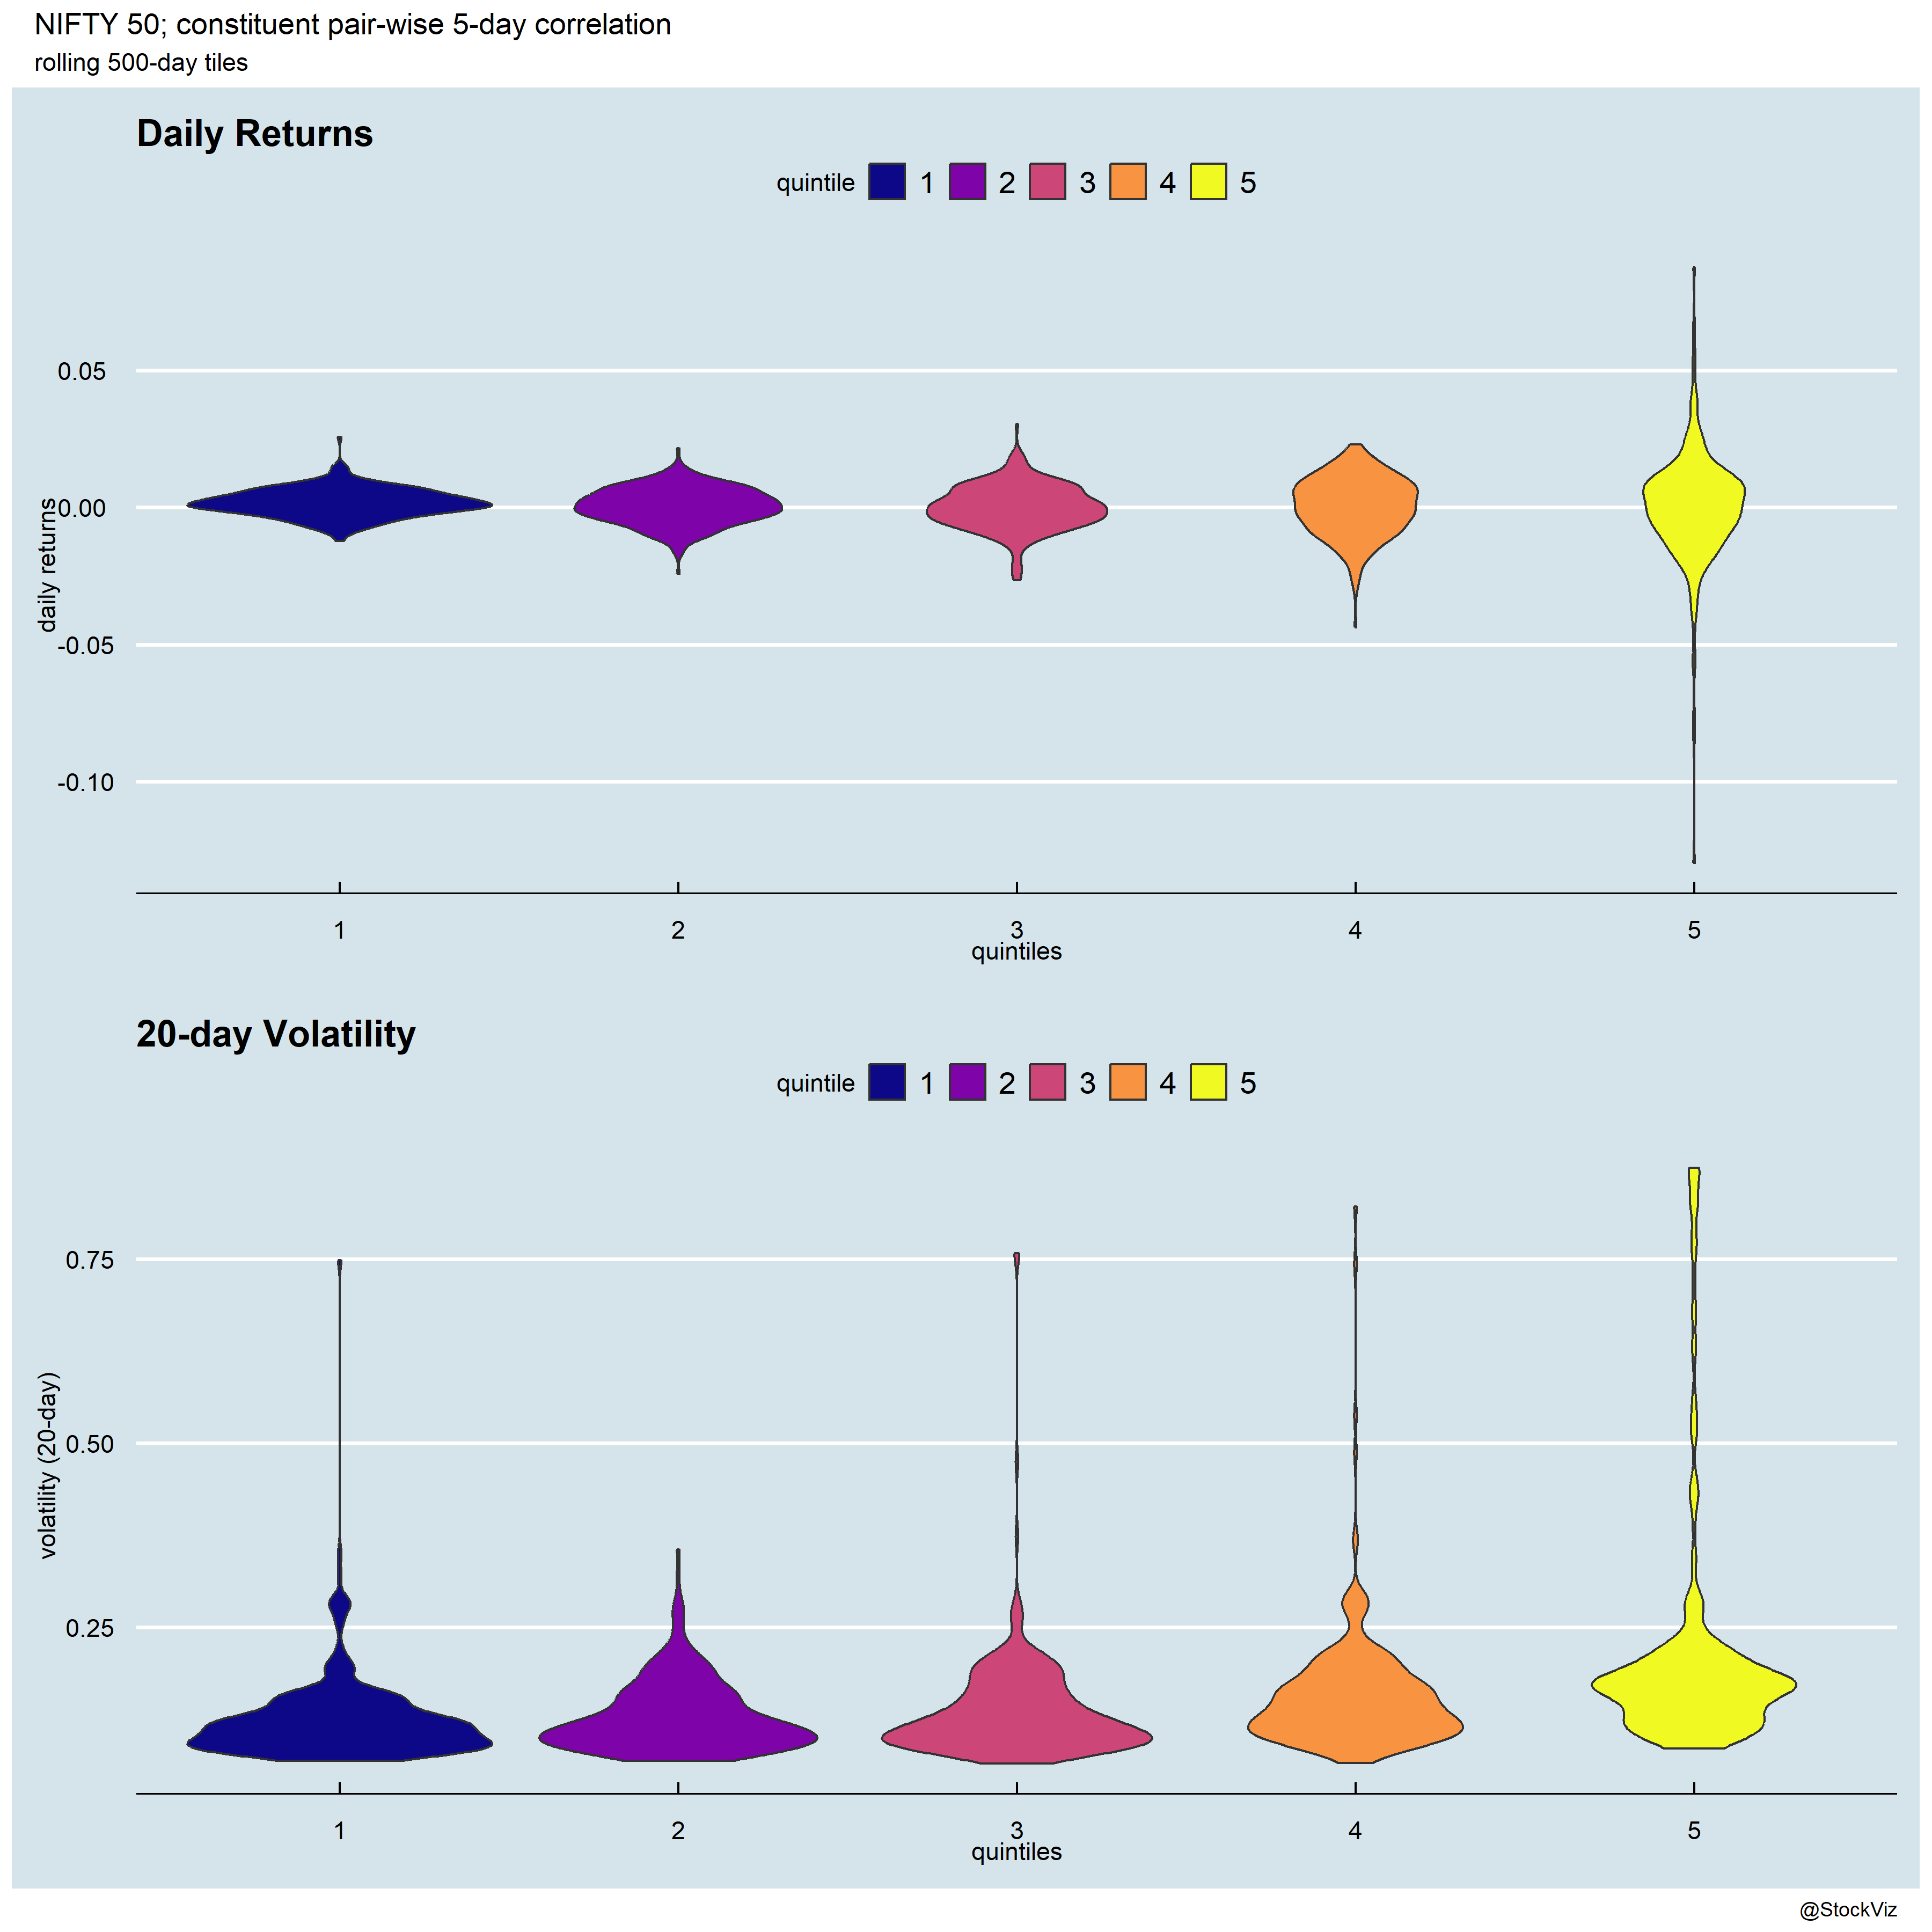 NIFTY 50; constituent pair-wise 5-day correlation
rolling 500-day tiles
Daily Returns
quintile 1 2 3 4 5
daily returns
0.05
0.00
-0.05
-0.10
1 2 3 4 5
quintiles
20-day Volatility
quintile 1 2 3 4 5
volatility (20-day)
0.75
0.50
0.25
1 2 3 4 5
quintiles
@StockViz